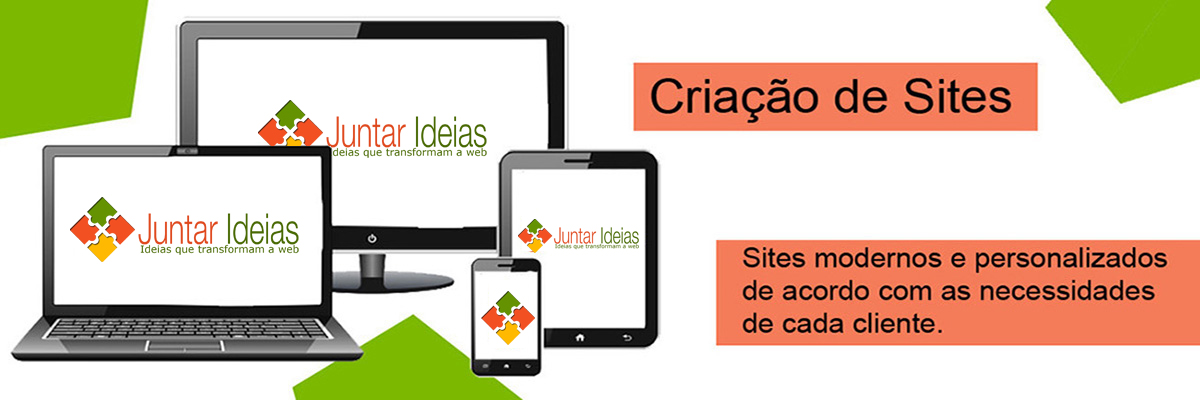 Criação de Sites
Juntar Ideias
deias que transformam a web
Juntar Ideias
Ideias que transformam a web
Juntar Ideias
Ideias que transformam a web
Sites modernos e personalizados
de acordo com as necessidades
de cada cliente.